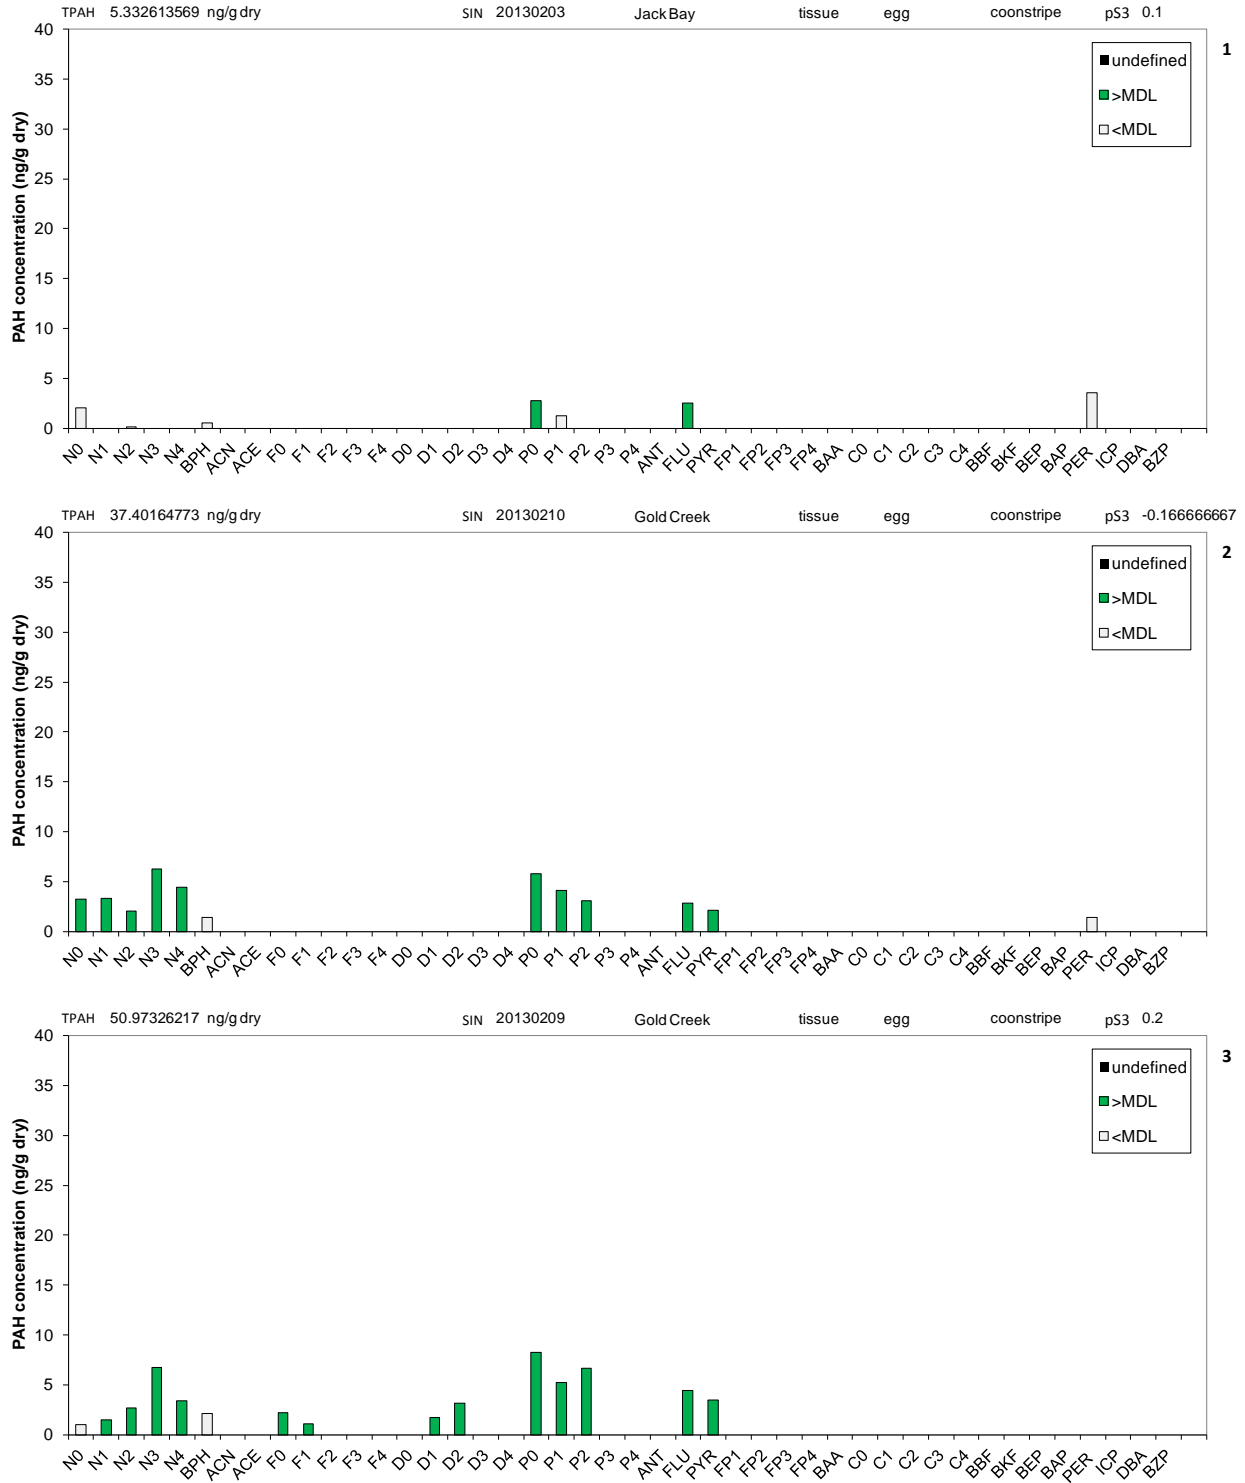 TPAH 5.332613569 ng/g dry SIN 20130203 Jack Bay tissue egg coonstripe pS3 0.1
1
40
35
30
25
20
15
10
5
0
PAH concentration (ng/g dry)
undefined
>MDL
<MDL
N0 N1 N2 N3 N4 BPH ACN ACE F0 F1 F2 F3 F4 D0 D1 D2 D3 D4 P0 P1 P2 P3 P4 ANT FLU PYR FP1 FP2 FP3 FP4 BAA C0 C1 C2 C3 C4 BBF BKF BEP BAP PER ICP DBA BZP
TPAH 37.40164773 ng/g dry SIN 20130210 Gold Creek tissue egg coonstripe pS3 -0.166666667
2
40
35
30
25
20
15
10
5
0
PAH concentration (ng/g dry)
undefined
>MDL
<MDL
N0 N1 N2 N3 N4 BPH ACN ACE F0 F1 F2 F3 F4 D0 D1 D2 D3 D4 P0 P1 P2 P3 P4 ANT FLU PYR FP1 FP2 FP3 FP4 BAA C0 C1 C2 C3 C4 BBF BKF BEP BAP PER ICP DBA BZP
TPAH 50.97326217 ng/g dry SIN 20130209 Gold Creek tissue egg coonstripe pS3 0.2
3
40
35
30
25
20
15
10
5
0
PAH concentration (ng/g dry)
undefined
>MDL
<MDL
N0 N1 N2 N3 N4 BPH ACN ACE F0 F1 F2 F3 F4 D0 D1 D2 D3 D4 P0 P1 P2 P3 P4 ANT FLU PYR FP1 FP2 FP3 FP4 BAA C0 C1 C2 C3 C4 BBF BKF BEP BAP PER ICP DBA BZP